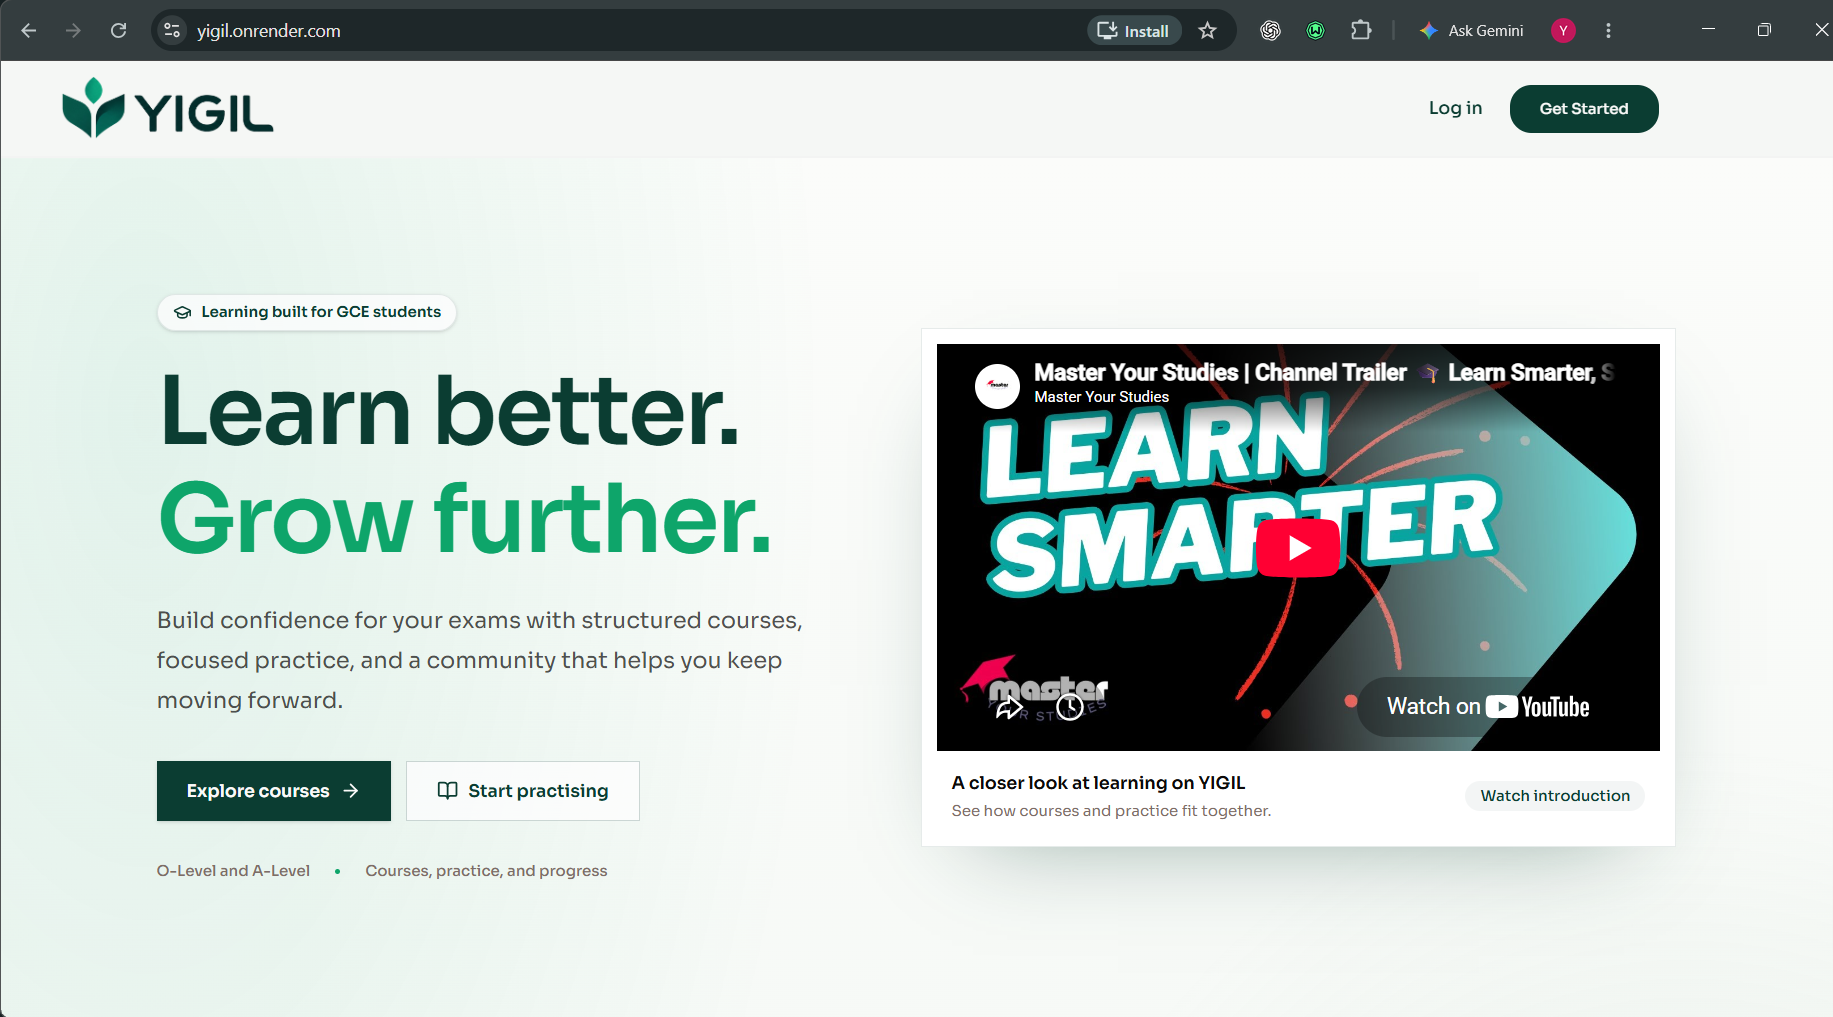 yigil.onrender.com
Install
Ask Gemini
Y
YIGIL
Log in
Get Started
Learning built for GCE students
Learn better.
Grow further.
Build confidence for your exams with structured courses,
focused practice, and a community that helps you keep
moving forward.
Explore courses
Start practising
O-Level and A-Level • Courses, practice, and progress
Master Your Studies | Channel Trailer 🎓 Learn Smarter, S
Master Your Studies
LEARN
SMARTER
master
STUDIES
Watch on YouTube
A closer look at learning on YIGIL
See how courses and practice fit together.
Watch introduction